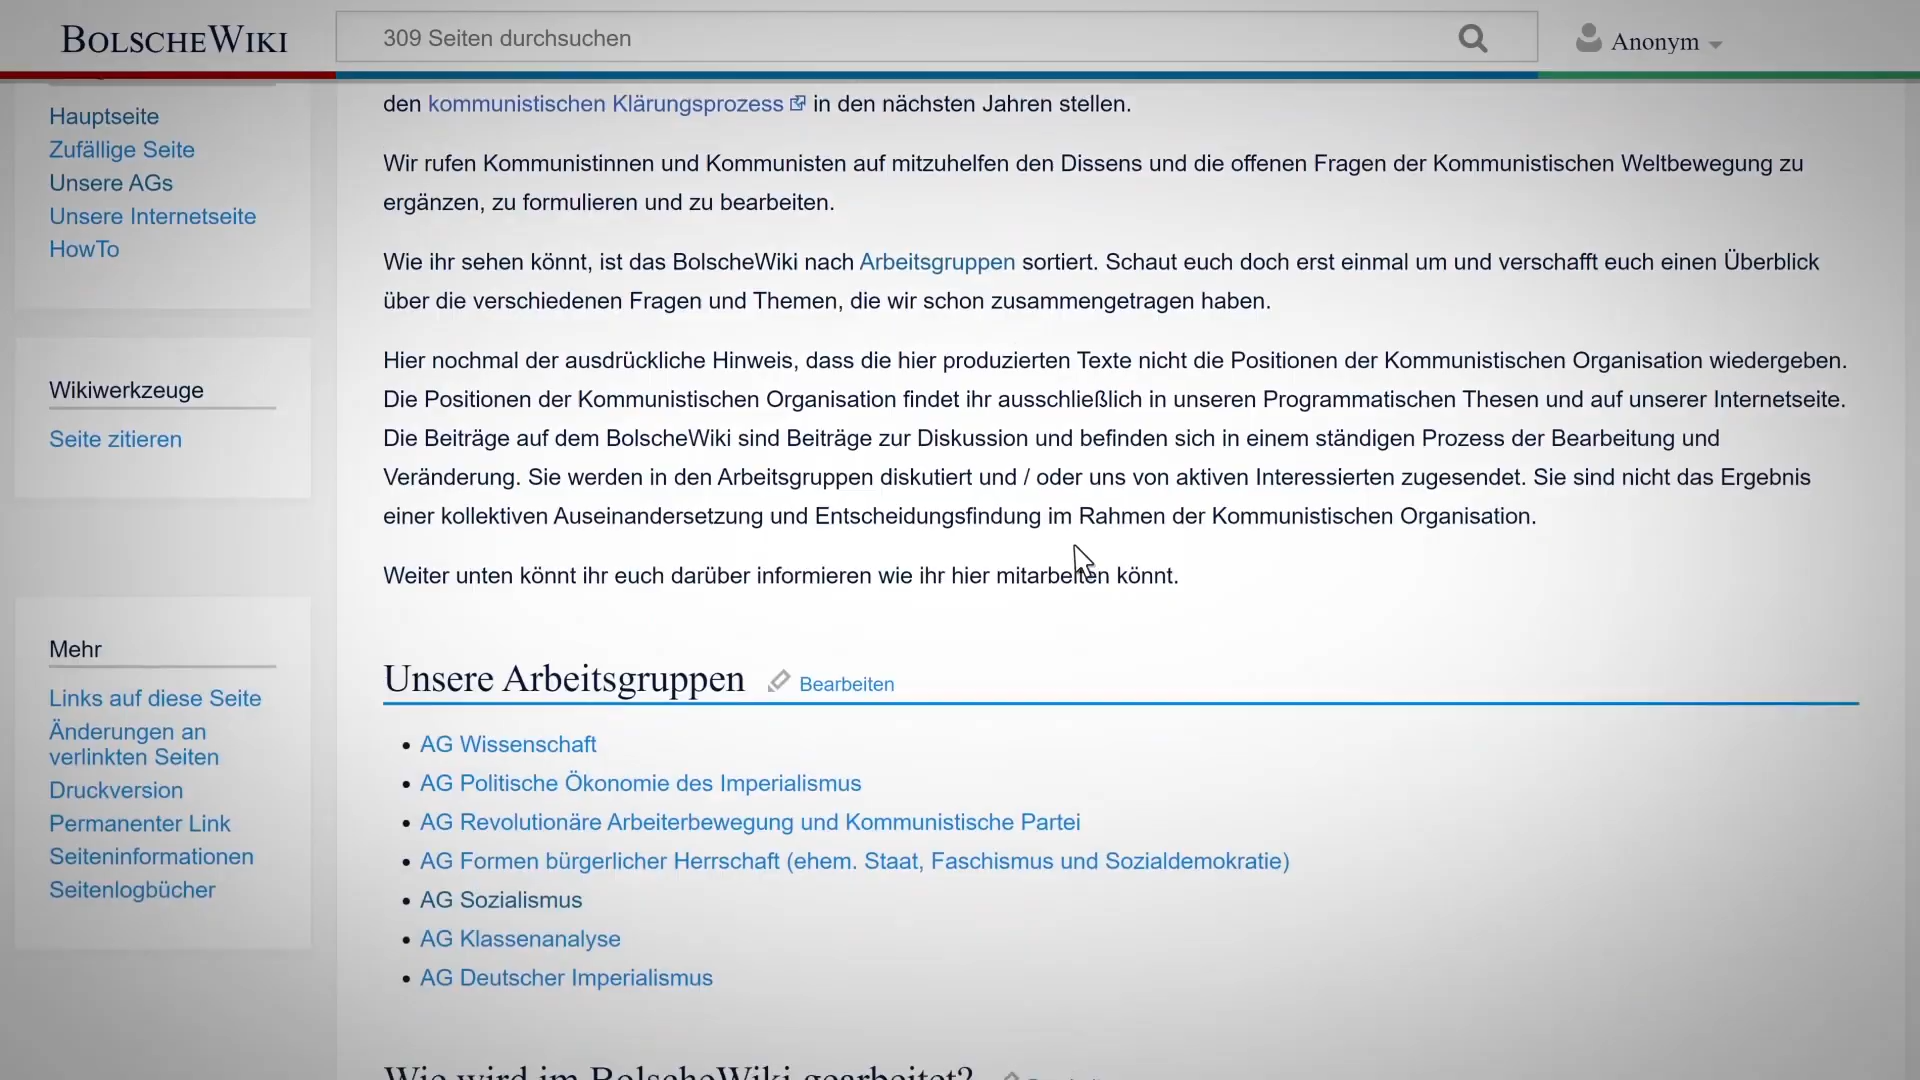 BolscheWiki
309 Seiten durchsuchen
Anonym
Hauptseite
Zufällige Seite
Unsere AGs
Unsere Internetseite
HowTo
Wikiwerkzeuge
Seite zitieren
Mehr
Links auf diese Seite
Änderungen an
verlinkten Seiten
Druckversion
Permanenter Link
Seiteninformationen
Seitenlogbücher
den kommunistischen Klärungsprozess in den nächsten Jahren stellen.
Wir rufen Kommunistinnen und Kommunisten auf mitzuhelfen den Dissens und die offenen Fragen der Kommunistischen Weltbewegung zu
ergänzen, zu formulieren und zu bearbeiten.
Wie ihr sehen könnt, ist das BolscheWiki nach Arbeitsgruppen sortiert. Schaut euch doch erst einmal um und verschafft euch einen Überblick
über die verschiedenen Fragen und Themen, die wir schon zusammengetragen haben.
Hier nochmal der ausdrückliche Hinweis, dass die hier produzierten Texte nicht die Positionen der Kommunistischen Organisation wiedergeben.
Die Positionen der Kommunistischen Organisation findet ihr ausschließlich in unseren Programmatischen Thesen und auf unserer Internetseite.
Die Beiträge auf dem BolscheWiki sind Beiträge zur Diskussion und befinden sich in einem ständigen Prozess der Bearbeitung und
Veränderung. Sie werden in den Arbeitsgruppen diskutiert und / oder uns von aktiven Interessierten zugesendet. Sie sind nicht das Ergebnis
einer kollektiven Auseinandersetzung und Entscheidungsfindung im Rahmen der Kommunistischen Organisation.
Weiter unten könnt ihr euch darüber informieren wie ihr hier mitarbeiten könnt.
Unsere Arbeitsgruppen Bearbeiten
• AG Wissenschaft
• AG Politische Ökonomie des Imperialismus
• AG Revolutionäre Arbeiterbewegung und Kommunistische Partei
• AG Formen bürgerlicher Herrschaft (ehem. Staat, Faschismus und Sozialdemokratie)
• AG Sozialismus
• AG Klassenanalyse
• AG Deutscher Imperialismus
Wie wird im BolscheWiki gearbeitet?